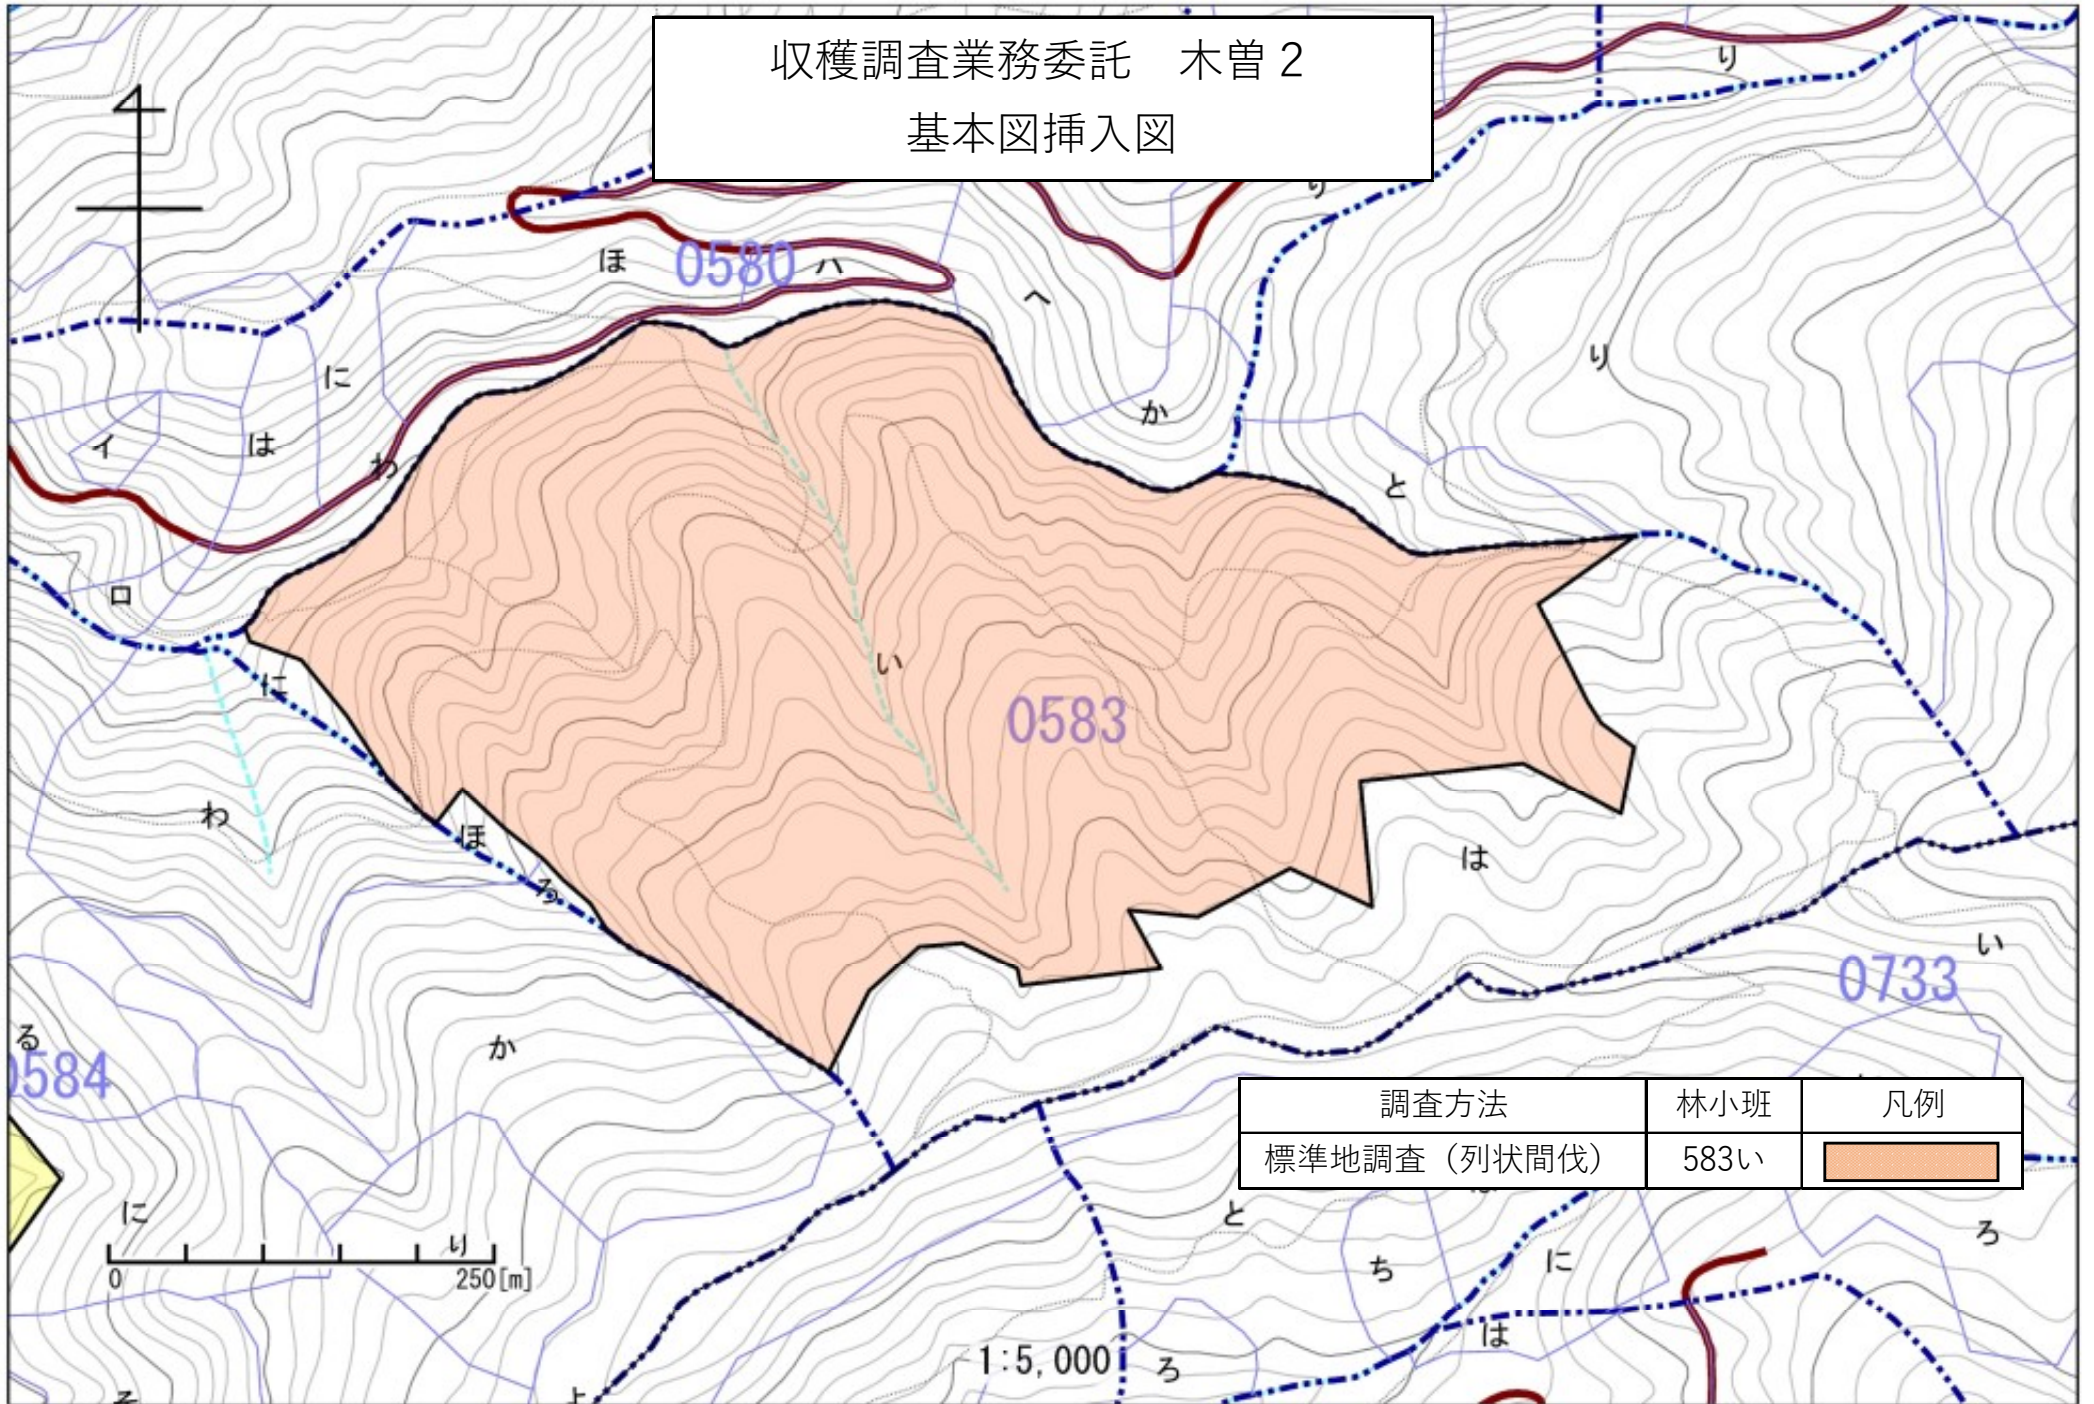 収穫調査業務委託　木曽２
基本図挿入図
り
り
ほ
0580
ハ
へ
に
り
イ
は
わ
か
と
ロ
に
い
0583
わ
ほ
ろ
は
い
0733
る
か
0584
調査方法 林小班 凡例
標準地調査（列状間伐） 583い
に
り
と
ろ
ち
に
0 250[m]
は
1:5,000
ろ
そ
よ